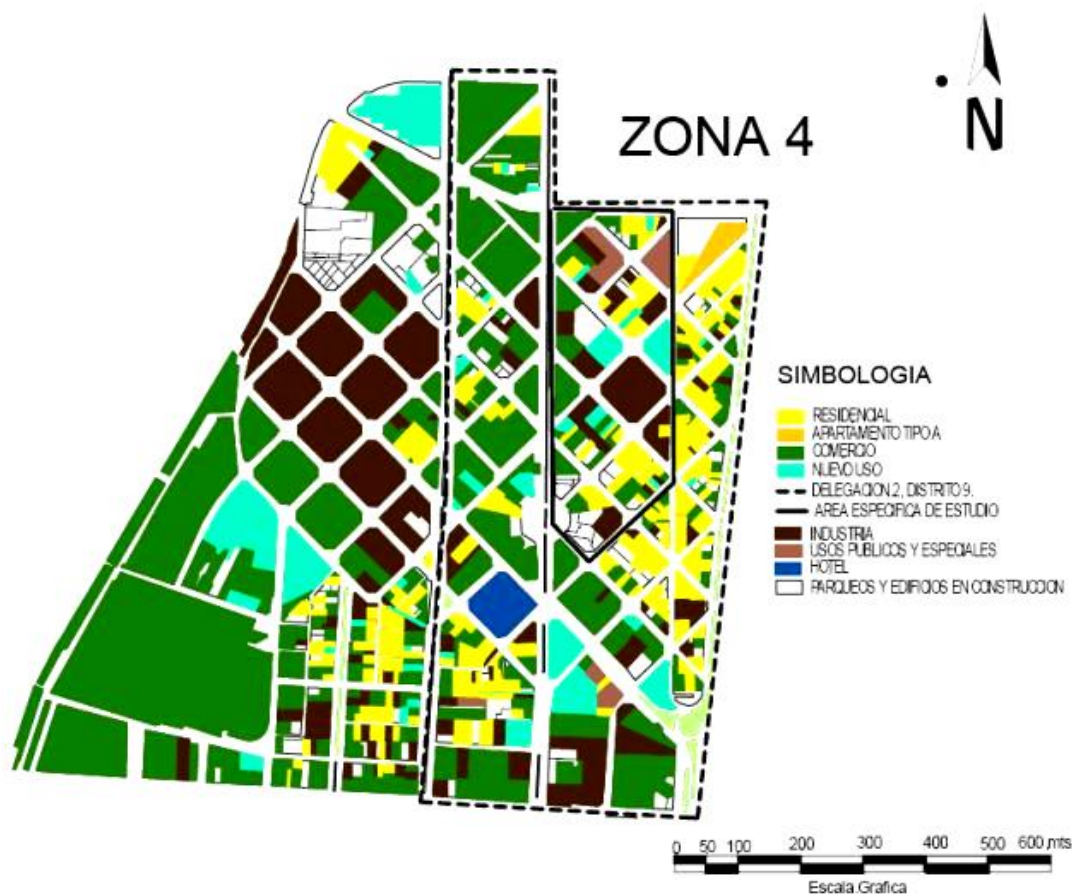 N
ZONA 4
SIMBOLOGIA
RESIDENCIAL
APARTAMENTO TIPO A
COMERCIO
NUEVO USO
DELEGACION 2, DISTRITO 9.
AREA ESPECIFICA DE ESTUDIO
INDUSTRIA
USOS PUBLICOS Y ESPECIALES
HOTEL
PARQUEOS Y EDIFICIOS EN CONSTRUCCION
0 50 100 200 300 400 500 600 mts
Escala Grafica